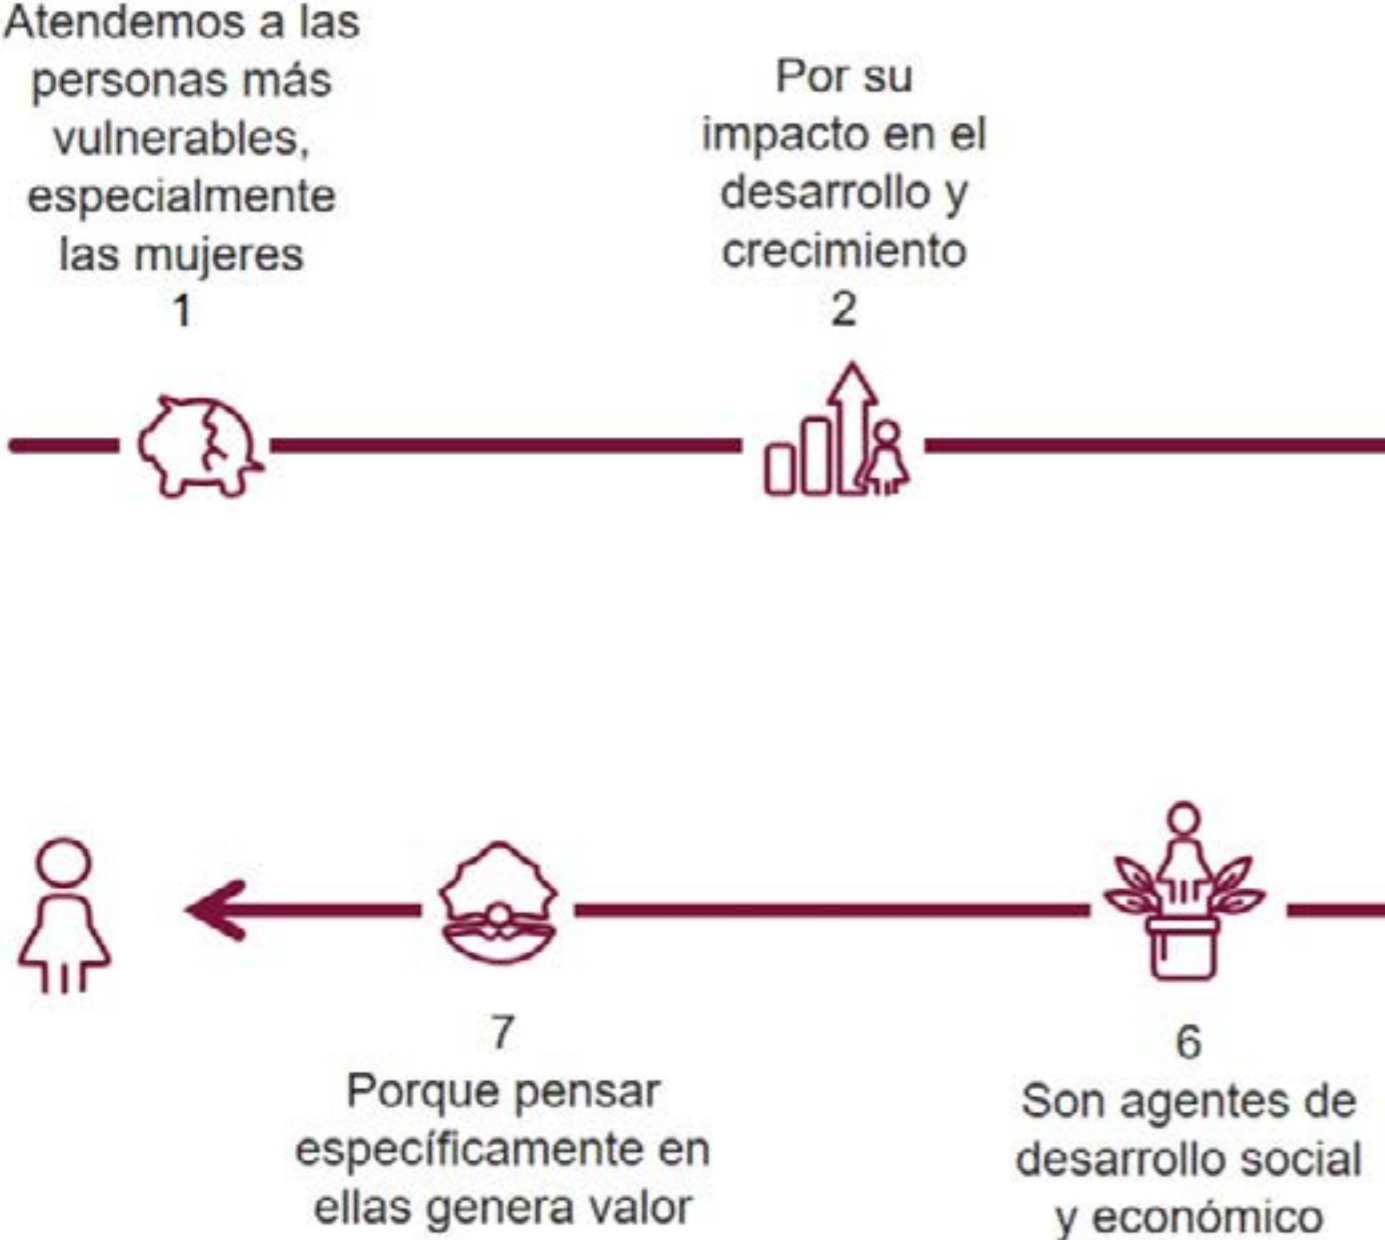 Atendemos a las
personas más
vulnerables,
especialmente
las mujeres
1
Por su
impacto en el
desarrollo y
crecimiento
2
7
Porque pensar
específicamente en
ellas genera valor
6
Son agentes de
desarrollo social
y económico